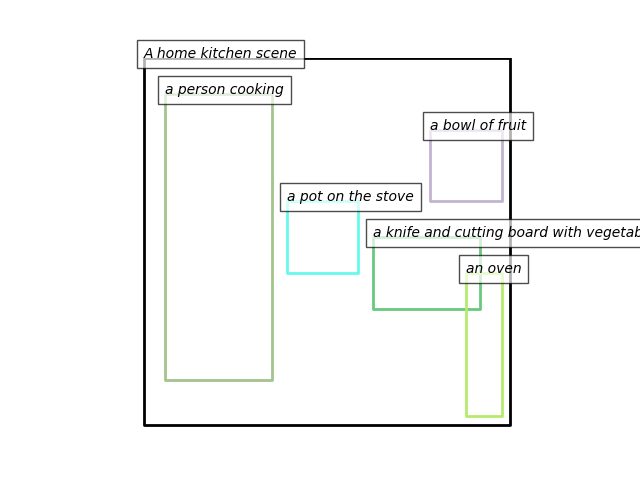 A home kitchen scene
a person cooking
a bowl of fruit
a pot on the stove
a knife and cutting board with vegetab
an oven